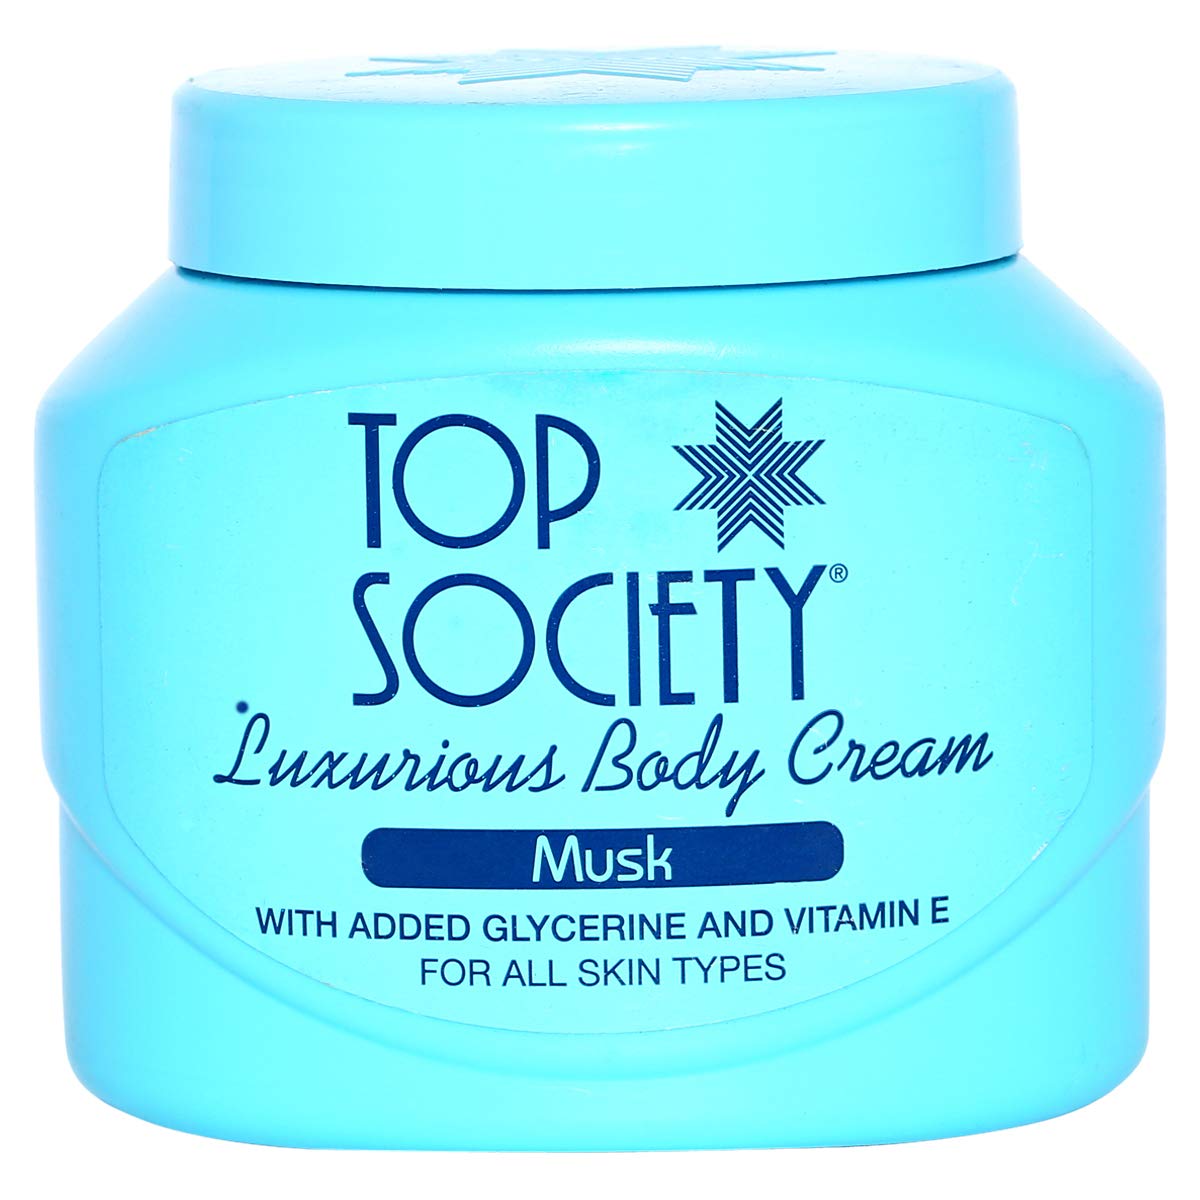 TOP
SOCIETY®
Luxurious Body Cream
Musk
WITH ADDED GLYCERINE AND VITAMIN E
FOR ALL SKIN TYPES